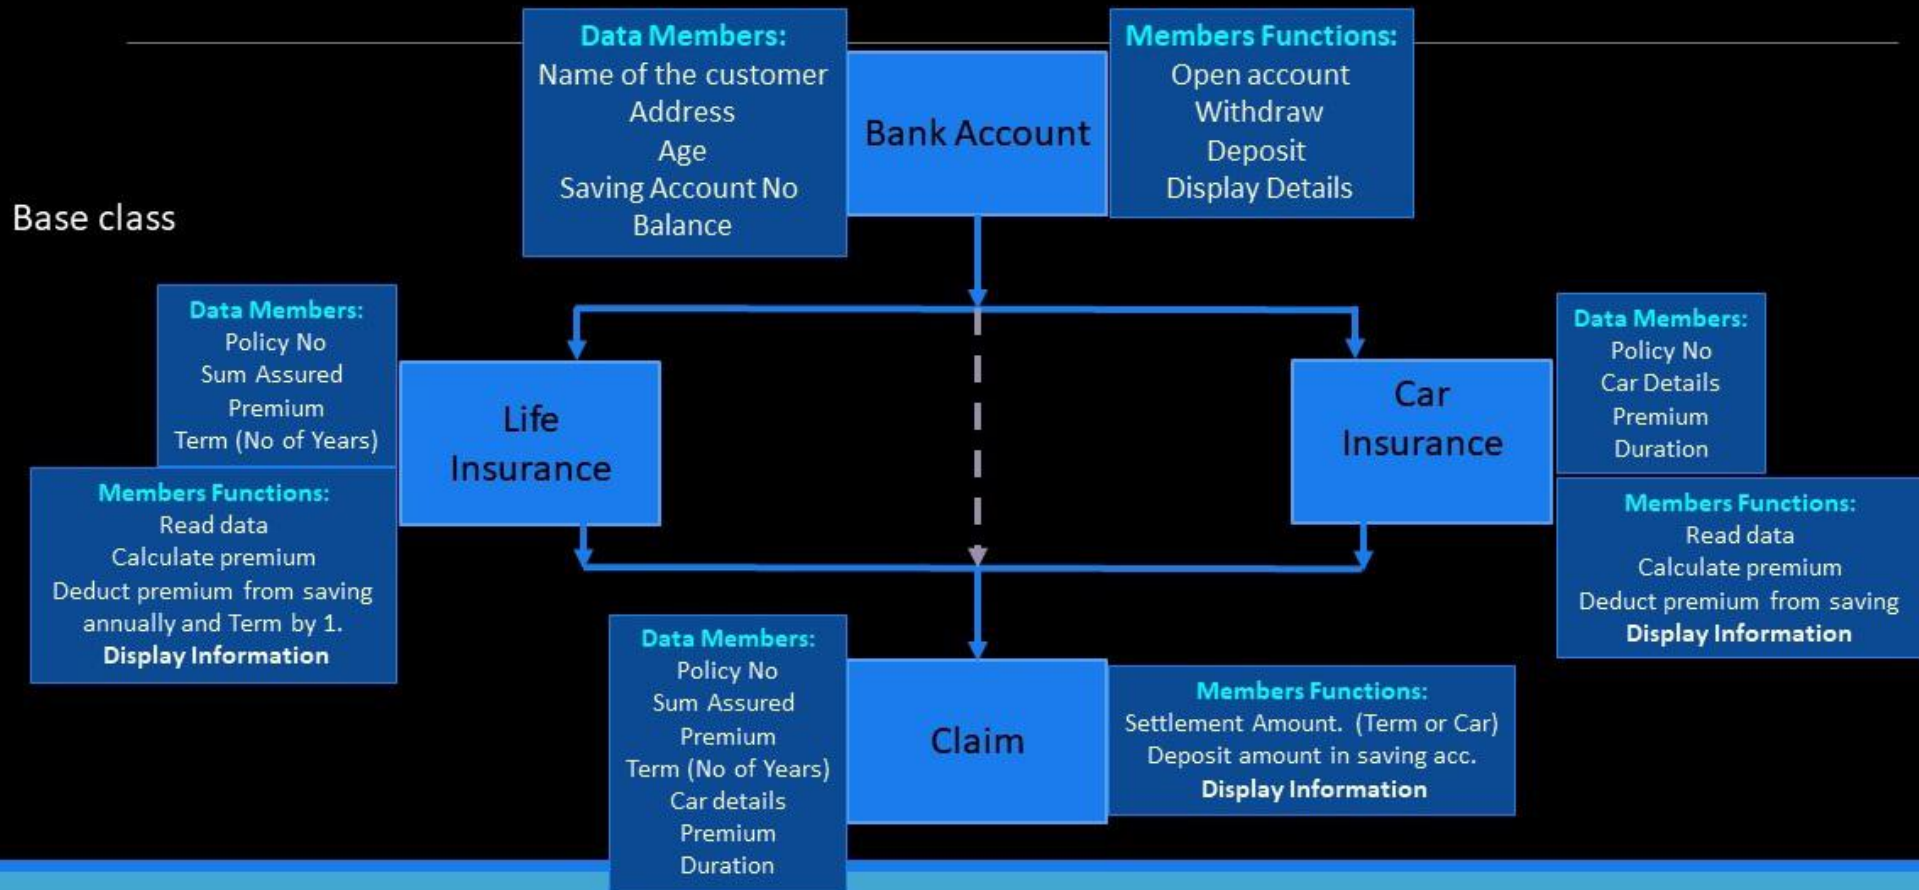 Data Members:
Name of the customer
Address
Age
Saving Account No
Balance
Bank Account
Members Functions:
Open account
Withdraw
Deposit
Display Details
Base class
Data Members:
Policy No
Sum Assured
Premium
Term (No of Years)
Members Functions:
Read data
Calculate premium
Deduct premium from saving
annually and Term by 1.
Display Information
Life
Insurance
Car
Insurance
Data Members:
Policy No
Car Details
Premium
Duration
Members Functions:
Read data
Calculate premium
Deduct premium from saving
Display Information
Data Members:
Policy No
Sum Assured
Premium
Term (No of Years)
Car details
Premium
Duration
Claim
Members Functions:
Settlement Amount. (Term or Car)
Deposit amount in saving acc.
Display Information